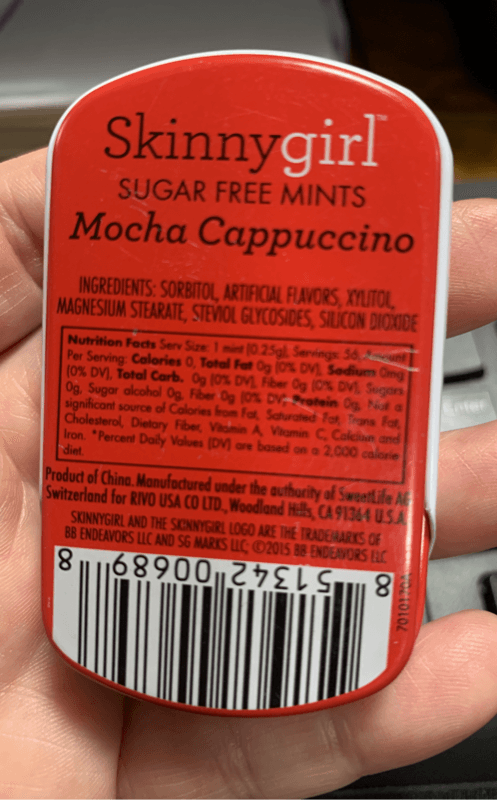 Skinnygirl™
SUGAR FREE MINTS
Mocha Cappuccino
INGREDIENTS: SORBITOL, ARTIFICIAL FLAVORS, XYLITOL,
MAGNESIUM STEARATE, STEVIOL GLYCOSIDES, SILICON DIOXIDE
Nutrition Facts Serv Size: 1 mint (0.25g), Servings: 56, Amount
Per Serving: Calories 0, Total Fat 0g (0% DV), Sodium 0mg
(0% DV), Total Carb. 0g (0% DV), Fiber 0g (0% DV), Sugars
0g, Sugar alcohol 0g, Fiber 0g (0% DV), Protein 0g, Not a
significant source of Calories from Fat, Saturated Fat, Trans Fat,
Cholesterol, Dietary Fiber, Vitamin A, Vitamin C, Calcium and
Iron. *Percent Daily Values (DV) are based on a 2,000 calorie
diet.
Product of China. Manufactured under the authority of SweetLife AG
Switzerland for RIVO USA CO LTD., Woodland Hills, CA 91364 U.S.A
SKINNYGIRL AND THE SKINNYGIRL LOGO ARE THE TRADEMARKS OF
BB ENDEAVORS LLC AND SG MARKS LLC, ©2015 BB ENDEAVORS LLC
8 51342 00689 8